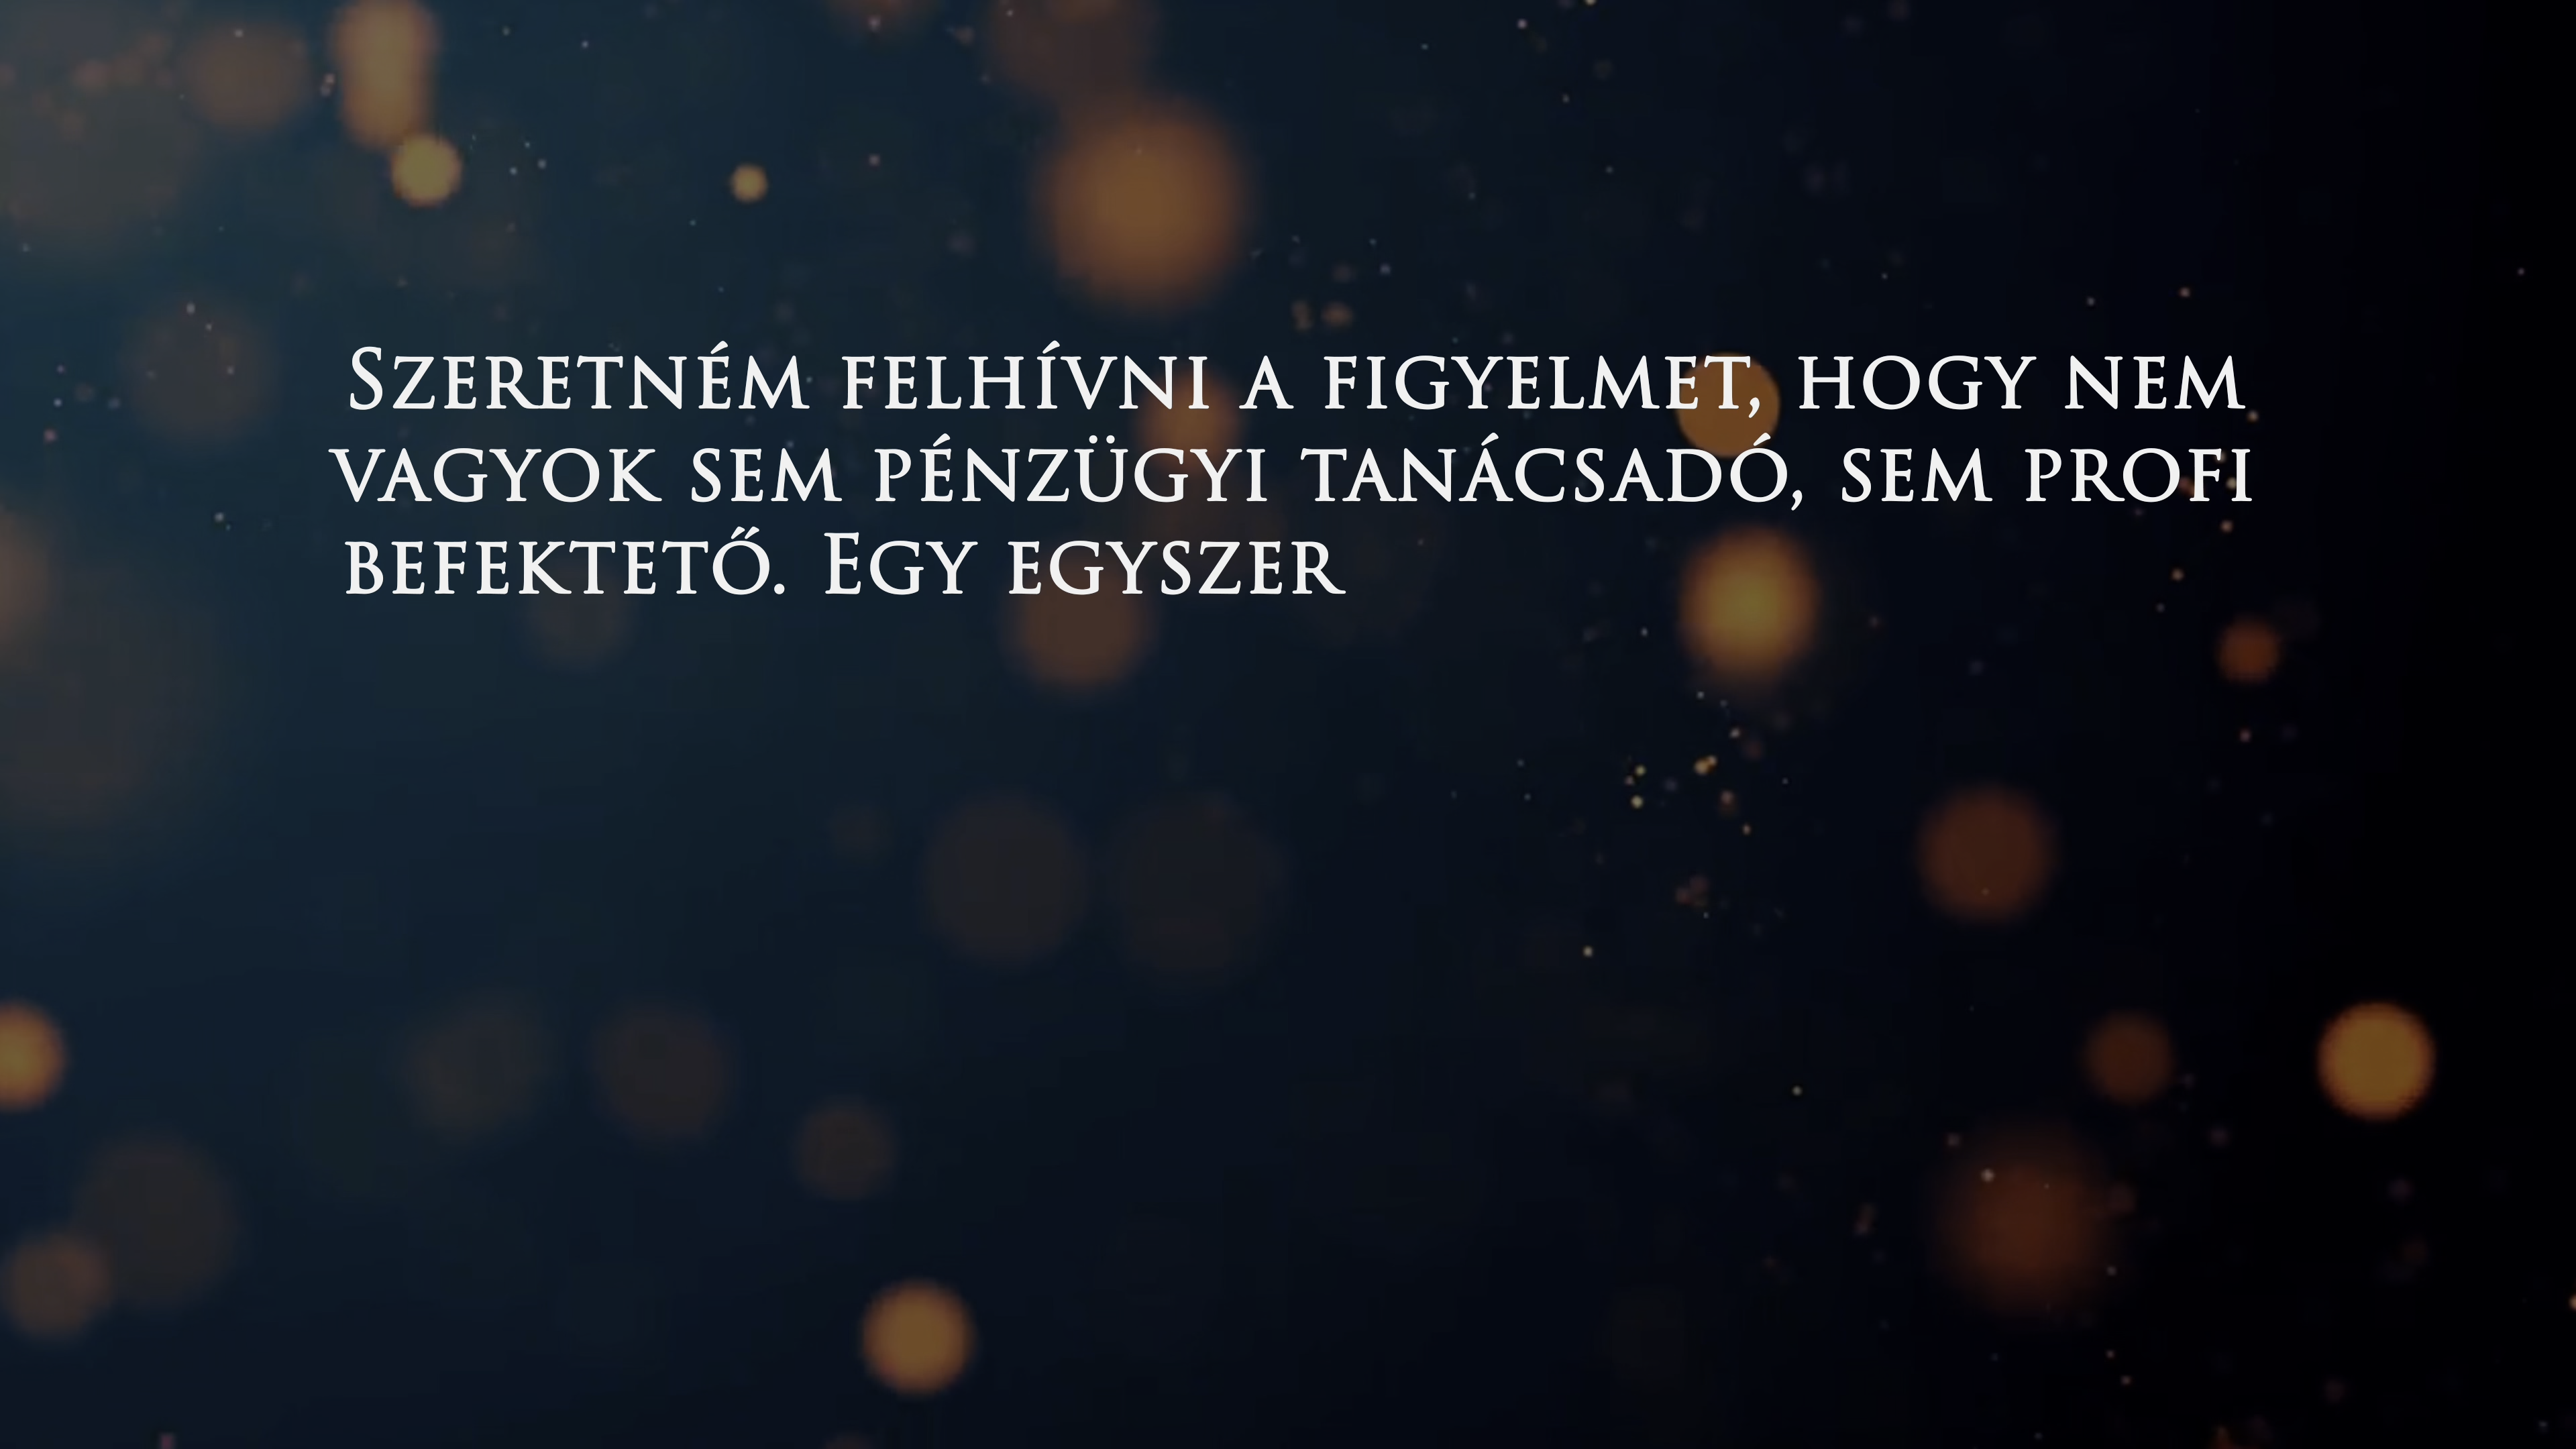 Szeretném felhívni a figyelmet, hogy nem
vagyok sem pénzügyi tanácsadó, sem profi
befektető. Egy egyszer